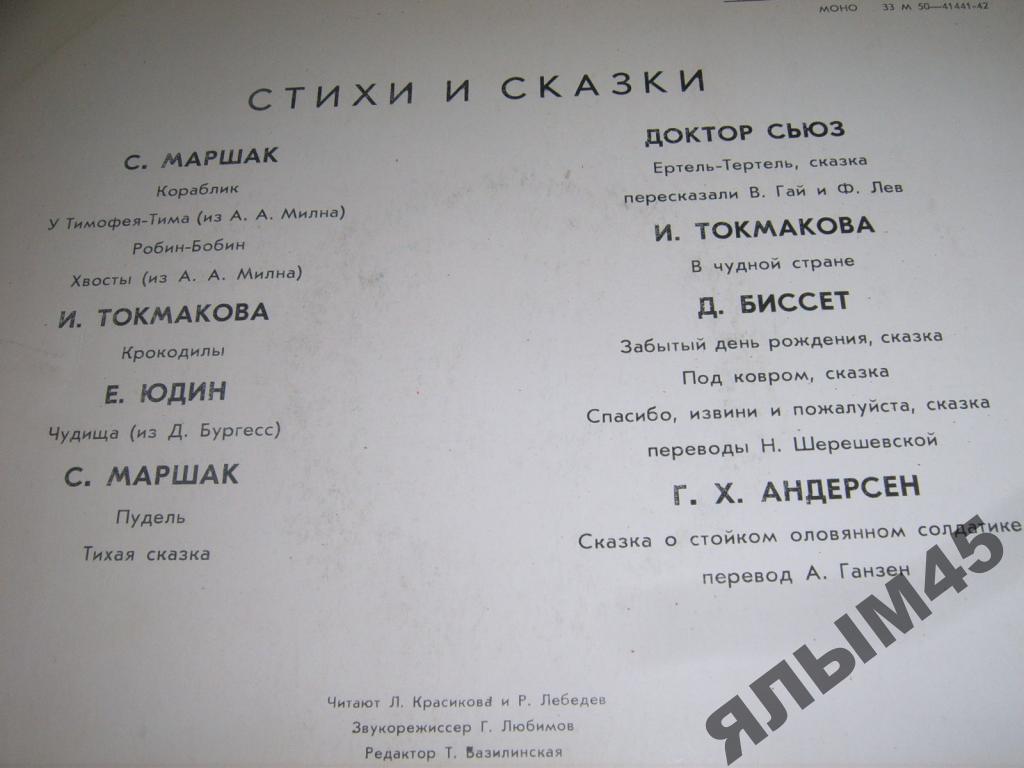 МОНО 33 М 50—41441-42
СТИХИ И СКАЗКИ
С. МАРШАК
Кораблик
У Тимофея-Тима (из А. А. Милна)
Робин-Бобин
Хвосты (из А. А. Милна)
И. ТОКМАКОВА
Крокодилы
Е. ЮДИН
Чудища (из Д. Бургесс)
С. МАРШАК
Пудель
Тихая сказка
ДОКТОР СЬЮЗ
Ертель-Тертель, сказка
пересказали В. Гай и Ф. Лев
И. ТОКМАКОВА
В чудной стране
Д. БИССЕТ
Забытый день рождения, сказка
Под ковром, сказка
Спасибо, извини и пожалуйста, сказка
переводы Н. Шерешевской
Г. Х. АНДЕРСЕН
Сказка о стойком оловянном солдатике
перевод А. Ганзен
Читают Л. Красикова и Р. Лебедев
Звукорежиссер Г. Любимов
Редактор Т. Вазилинская
ЯЛЫМ45